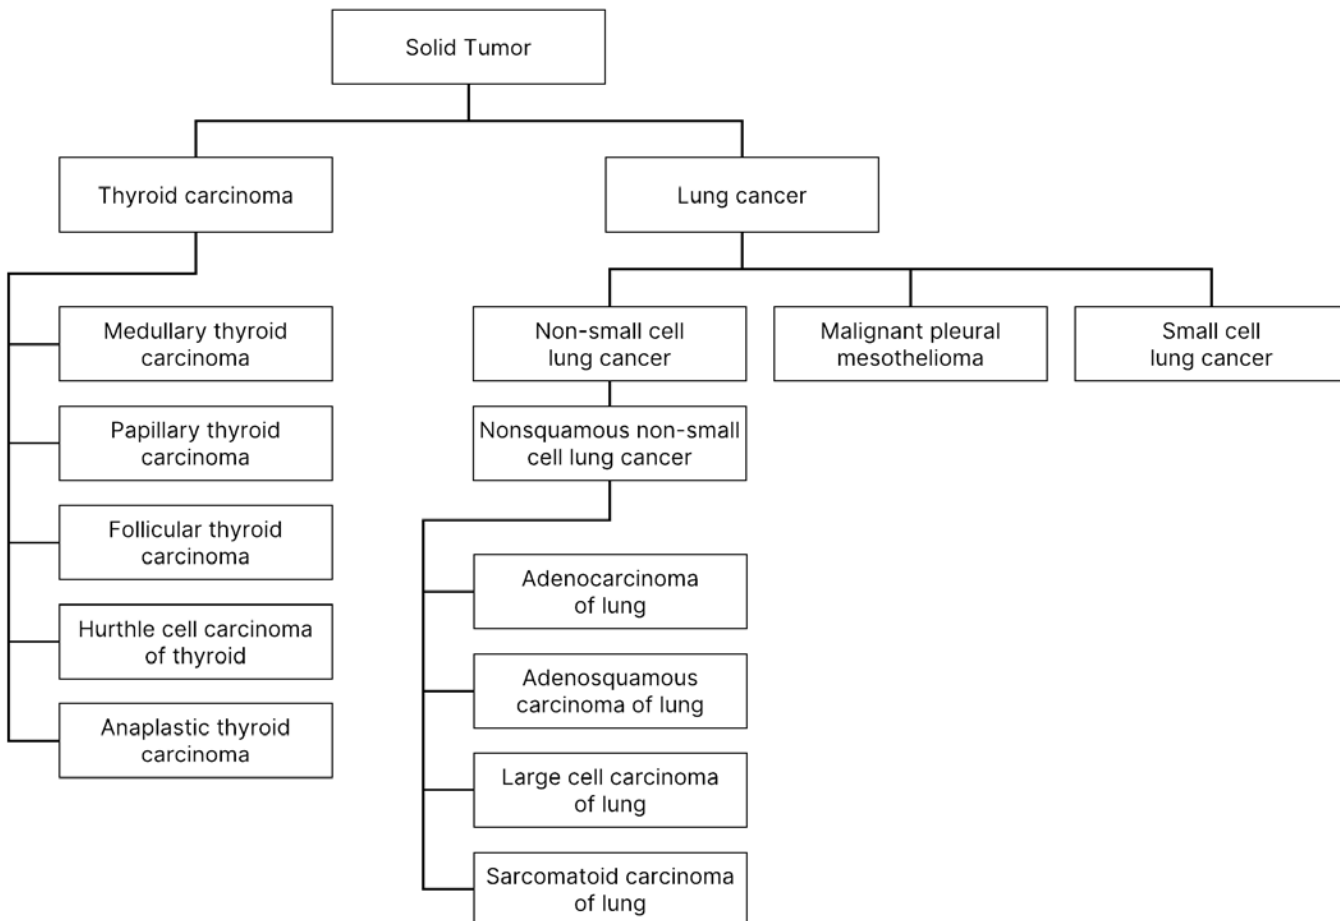 Solid Tumor
Thyroid carcinoma
Lung cancer
Medullary thyroid
carcinoma
Papillary thyroid
carcinoma
Follicular thyroid
carcinoma
Hurthle cell carcinoma
of thyroid
Anaplastic thyroid
carcinoma
Non-small cell
lung cancer
Malignant pleural
mesothelioma
Small cell
lung cancer
Nonsquamous non-small
cell lung cancer
Adenocarcinoma
of lung
Adenosquamous
carcinoma of lung
Large cell carcinoma
of lung
Sarcomatoid carcinoma
of lung